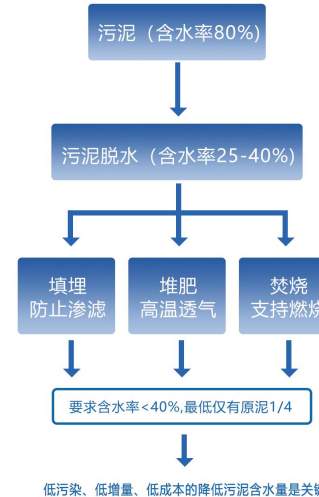 污泥（含水率80%)
污泥脱水（含水率25-40%)
填埋
防止渗滤
堆肥
高温透气
焚烧
支持燃烧
要求含水率<40%,最低仅有原泥1/4
低污染、低增量、低成本的降低污泥含水量是关键